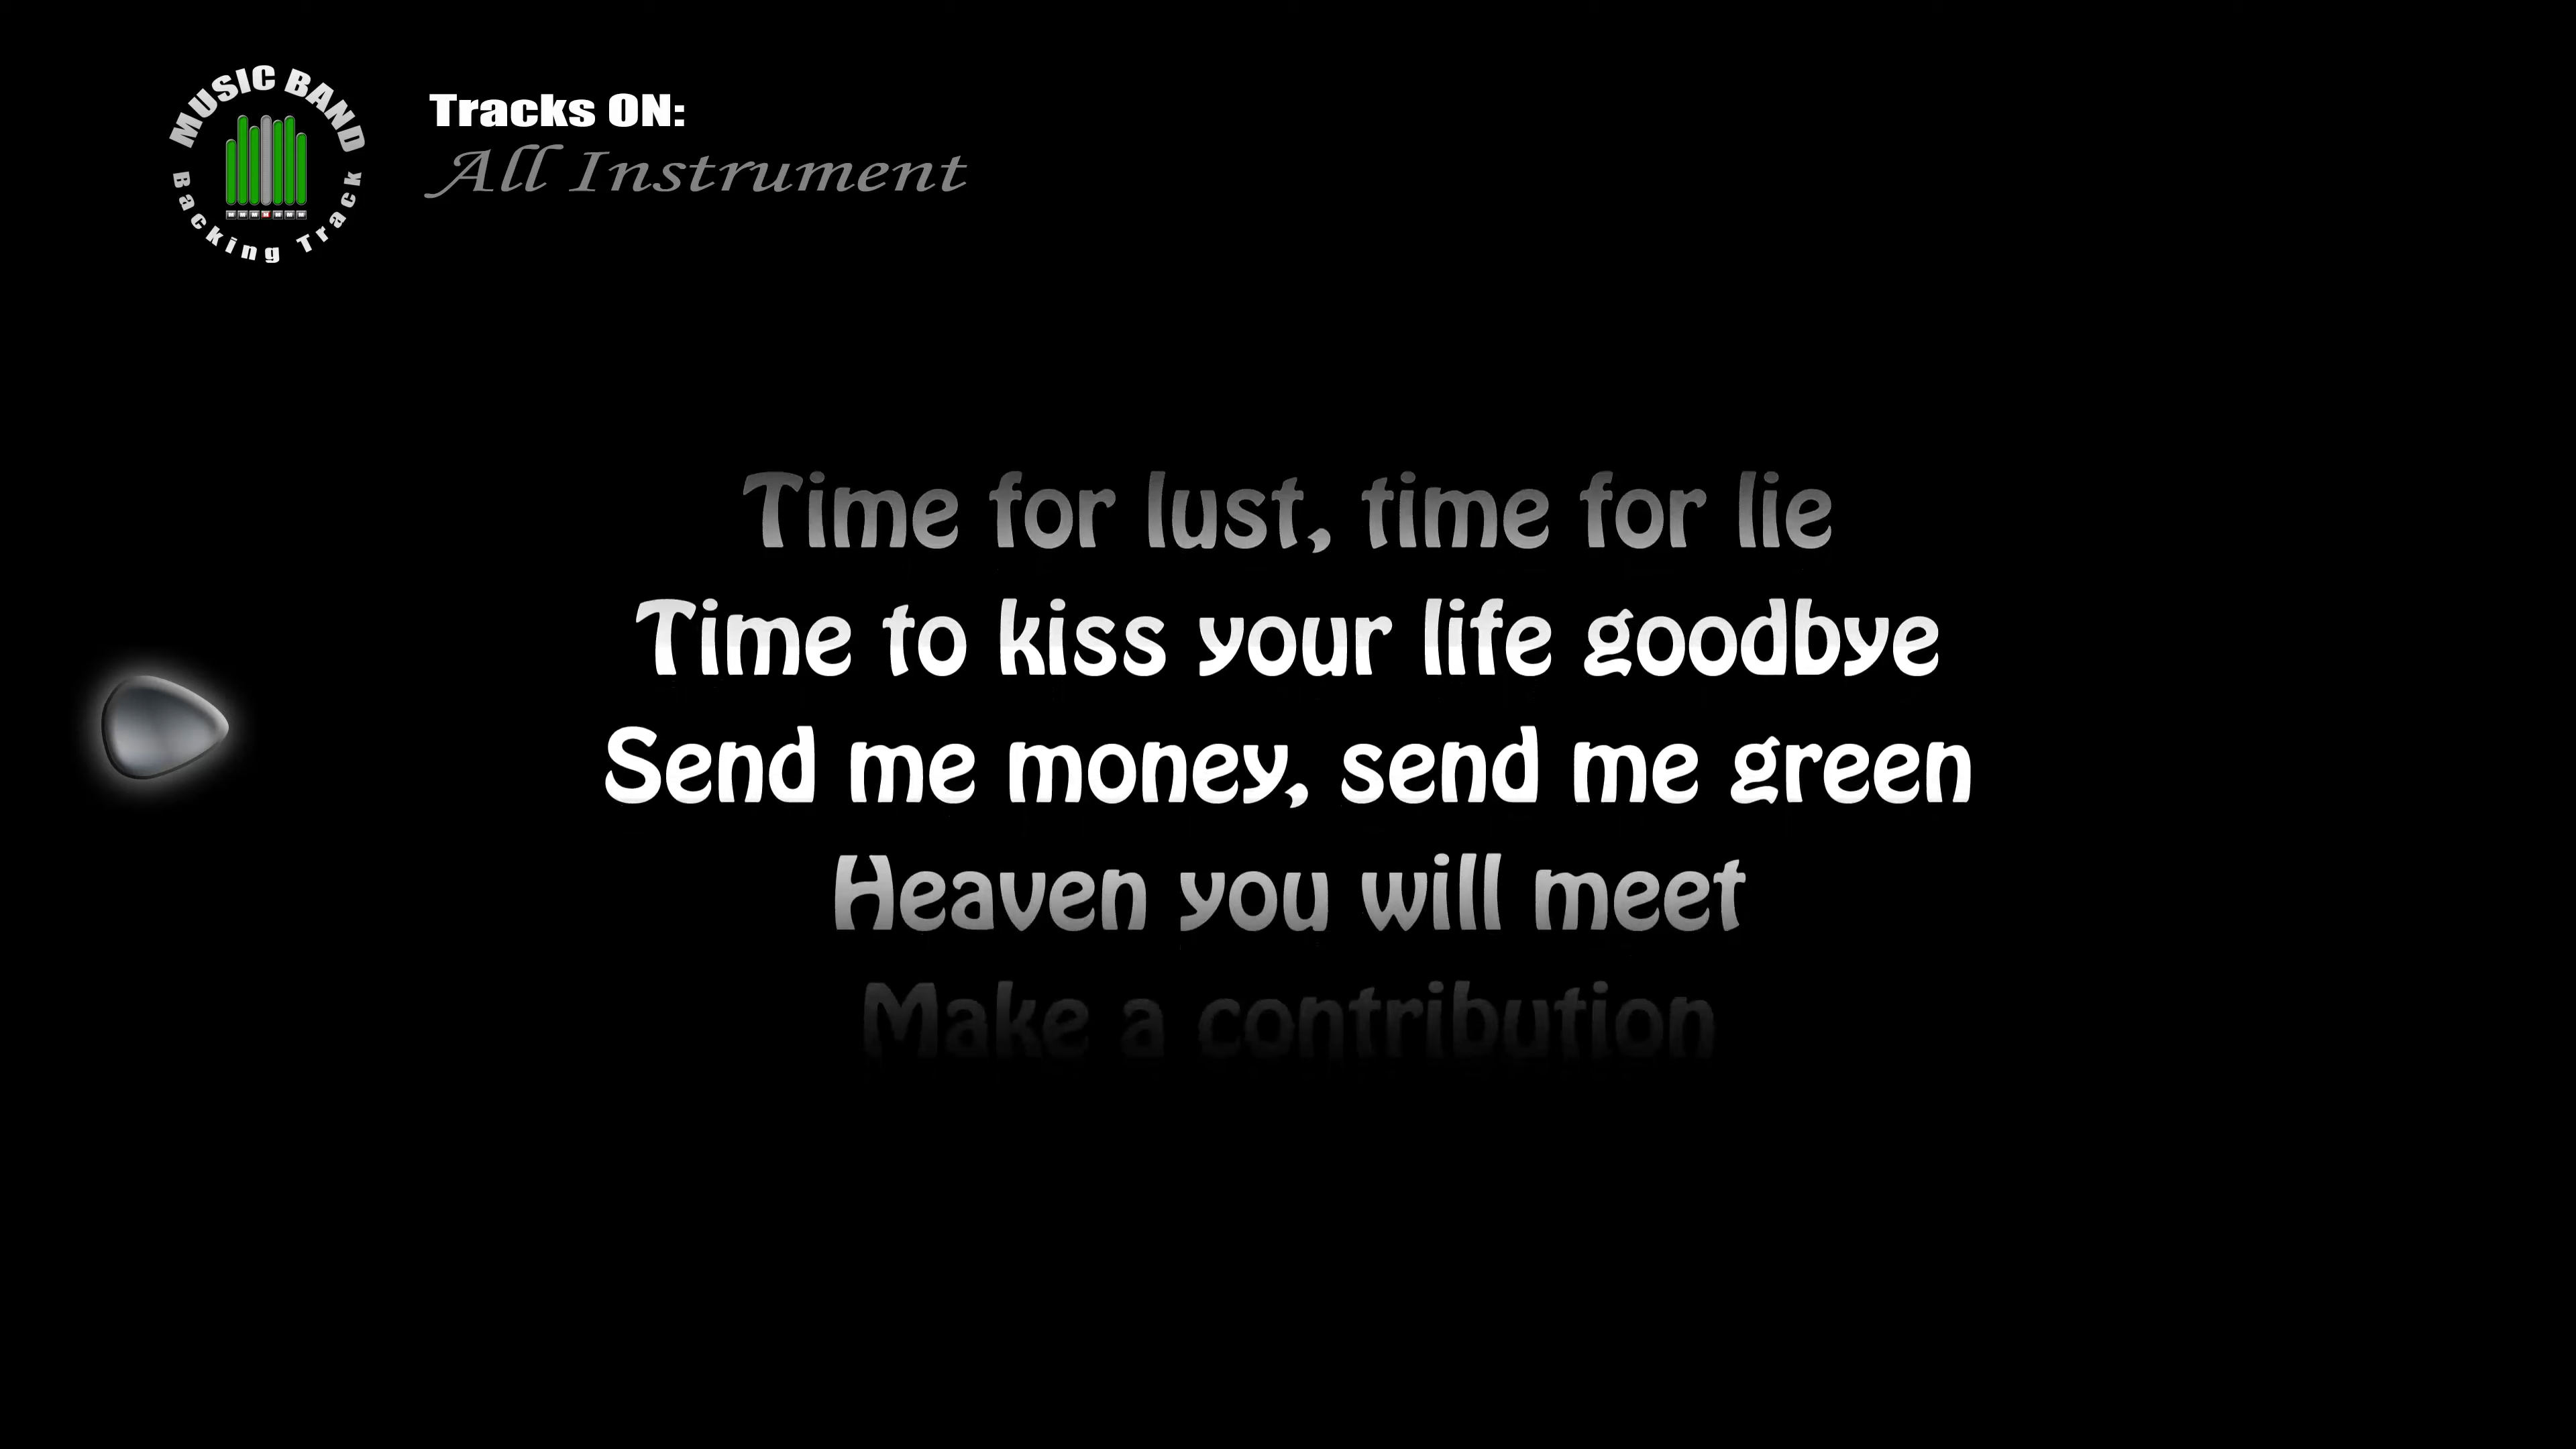 MUSIC BAND
Backing Track
Tracks ON:
All Instrument
Time for lust, time for lie
Time to kiss your life goodbye
Send me money, send me green
Heaven you will meet
Make a contribution